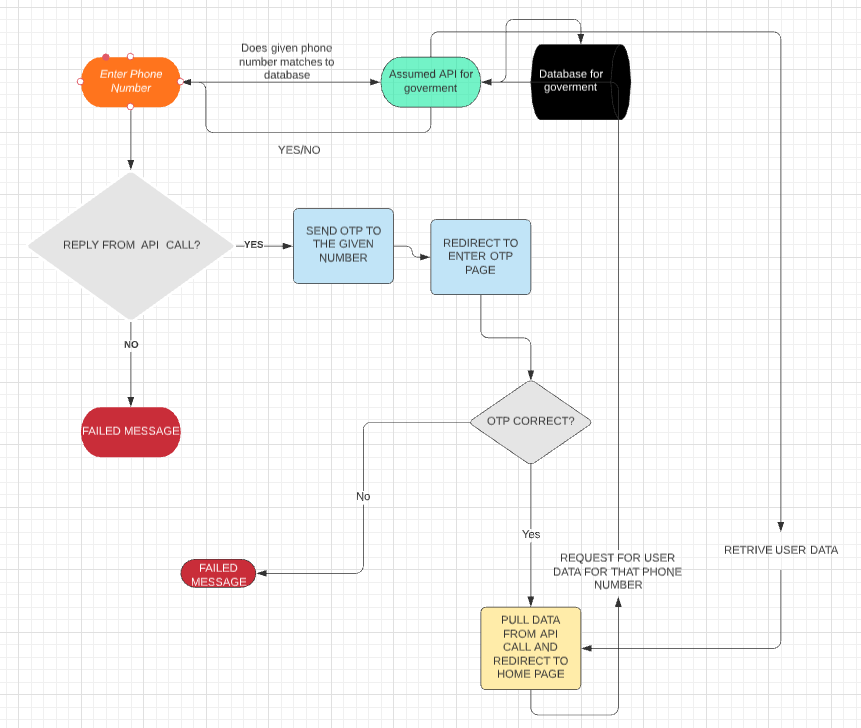 Does given phone
number matches to
database
Enter Phone
Number
Assumed API for
goverment
Database for
goverment
YES/NO
REPLY FROM API CALL?
YES
SEND OTP TO
THE GIVEN
NUMBER
REDIRECT TO
ENTER OTP
PAGE
NO
FAILED MESSAGE
OTP CORRECT?
No
Yes
FAILED
MESSAGE
REQUEST FOR USER
DATA FOR THAT PHONE
NUMBER
RETRIVE USER DATA
PULL DATA
FROM API
CALL AND
REDIRECT TO
HOME PAGE